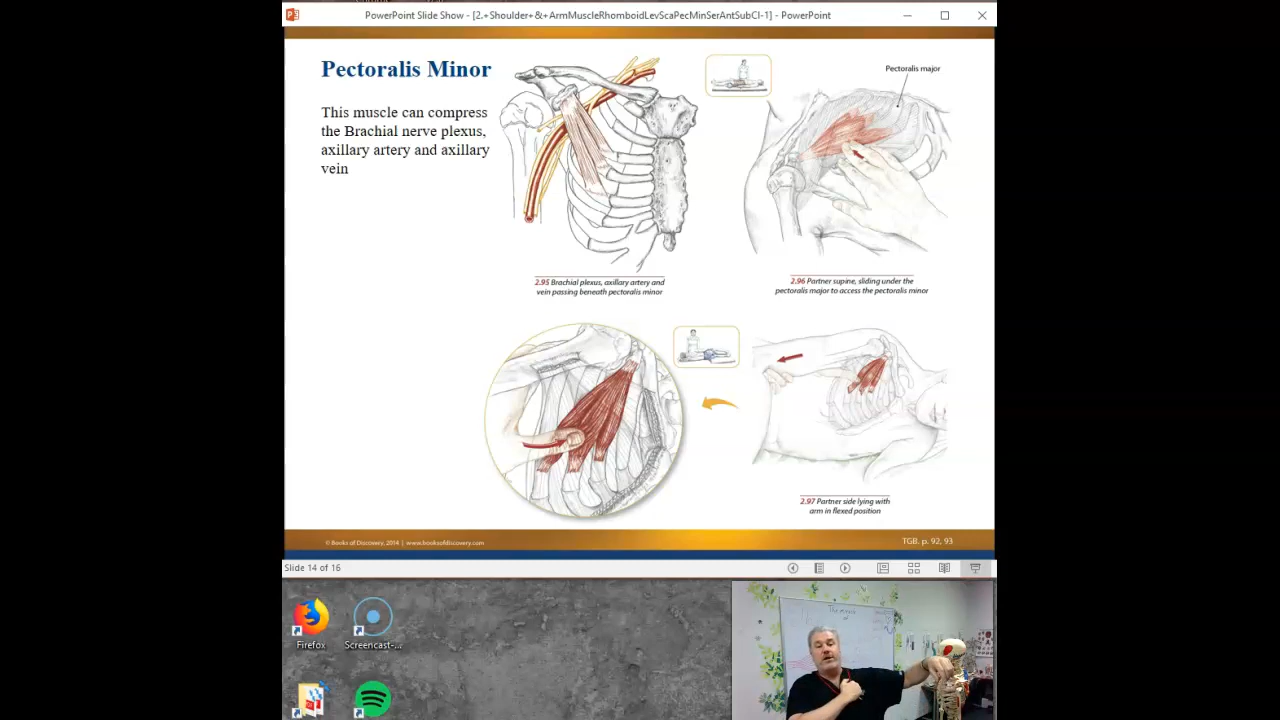 PowerPoint Slide Show - [2.+Shoulder+&+ArmMuscleRhomboidLevScaPecMinSerAntSubCl-1] - PowerPoint
Pectoralis Minor
This muscle can compress
the Brachial nerve plexus,
axillary artery and axillary
vein
Pectoralis major
2.95 Brachial plexus, axillary artery and
vein passing beneath pectoralis minor
2.96 Partner supine, sliding under the
pectoralis major to access the pectoralis minor
2.97 Partner side lying with
arm in flexed position
© Books of Discovery, 2014 | www.booksofdiscovery.com
TGB. p. 92, 93
Slide 14 of 16
Firefox
Screencast-...